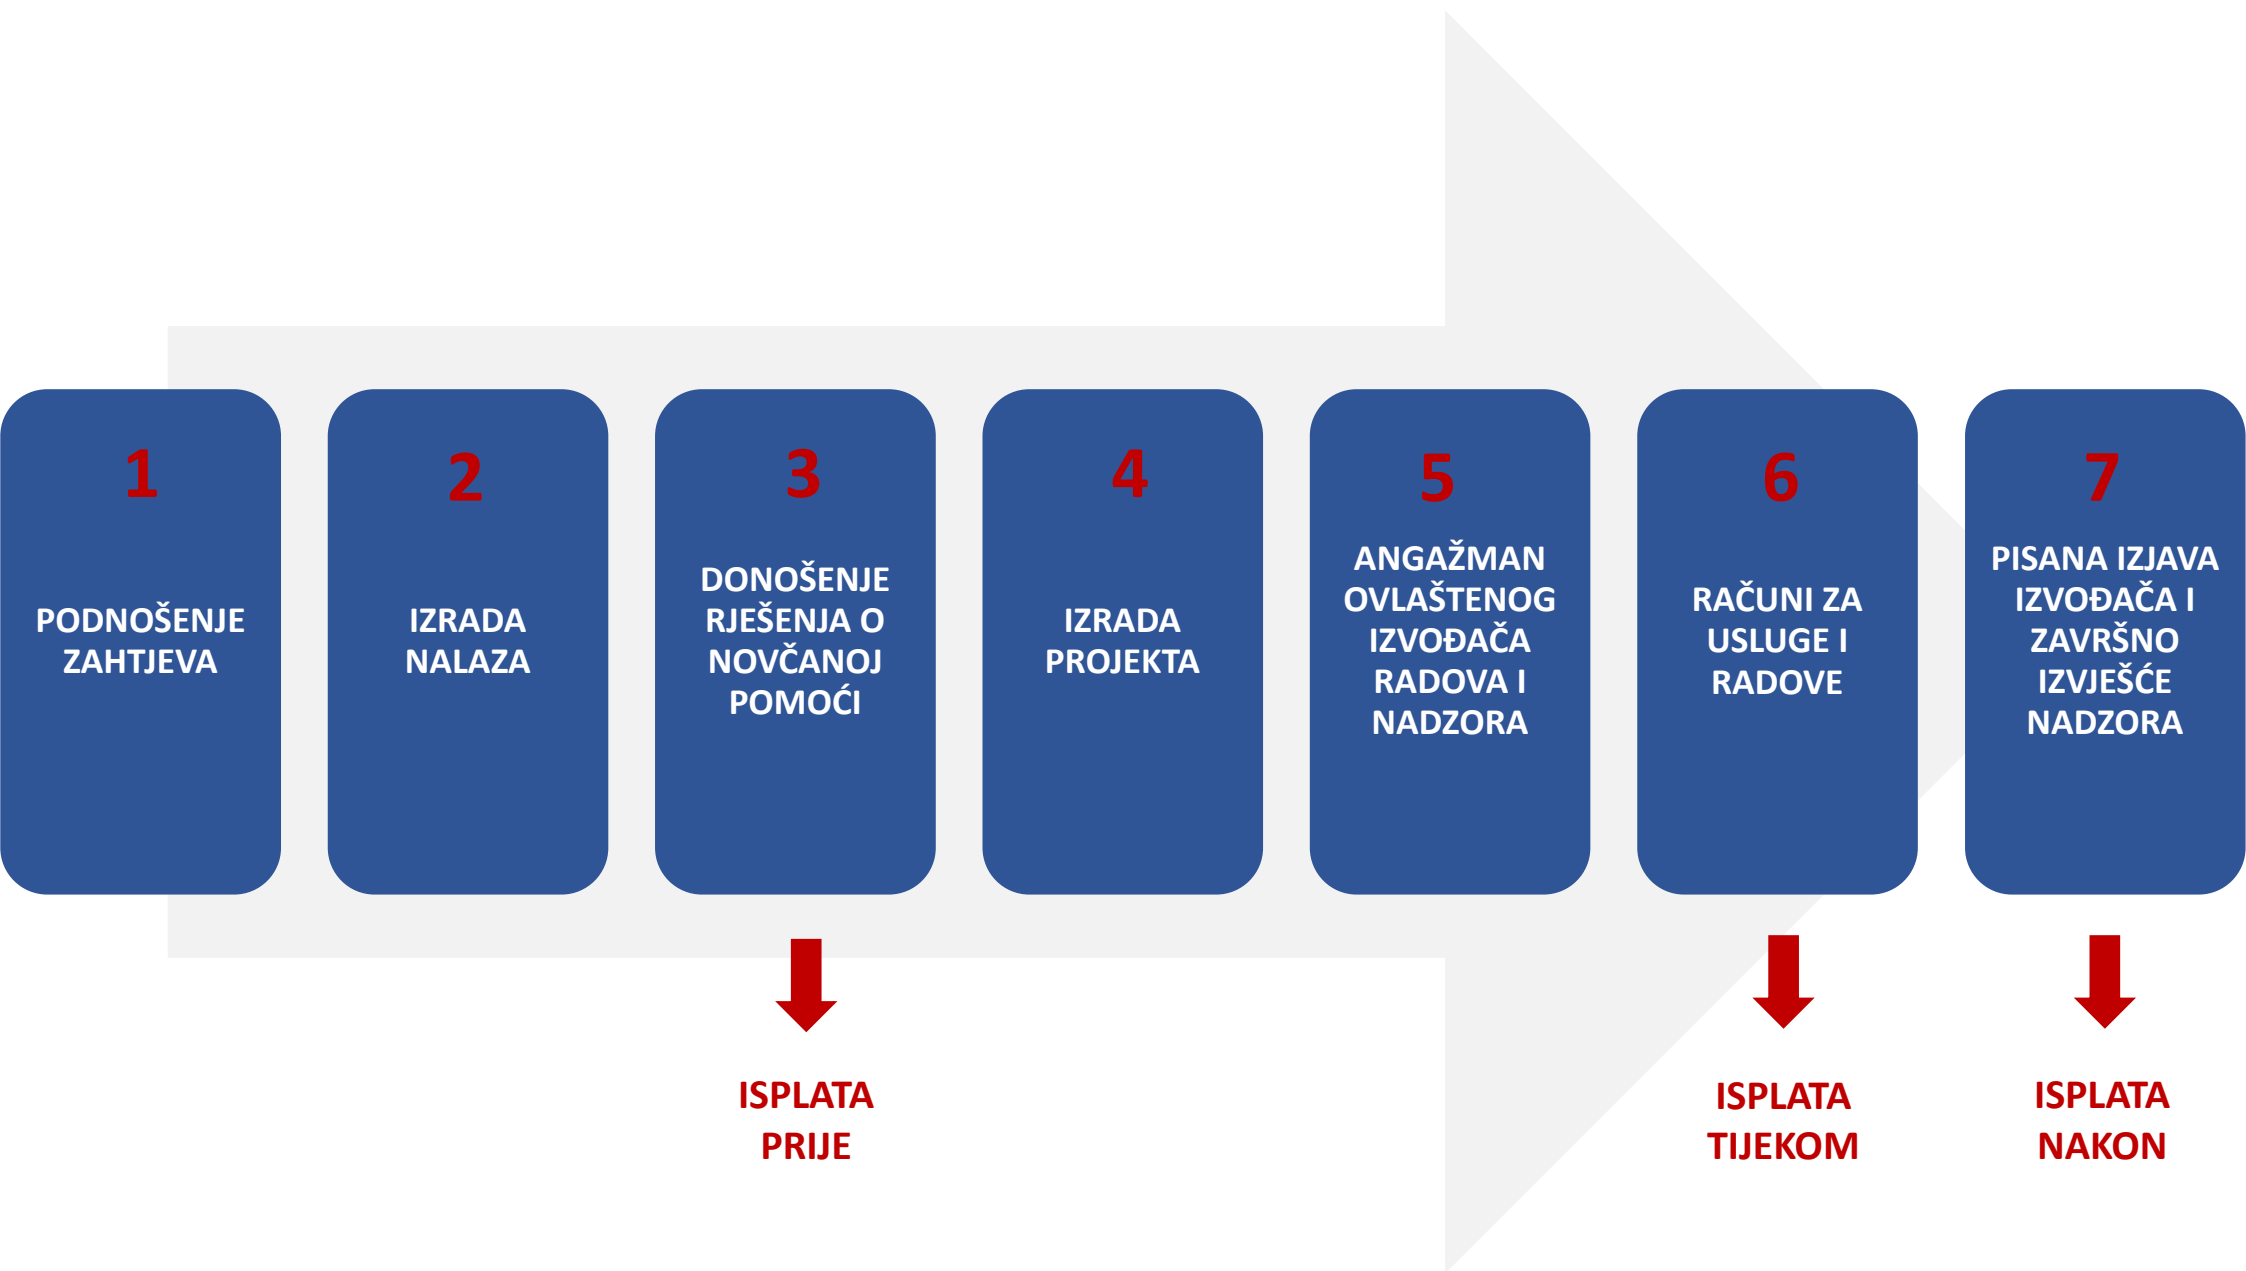 1
PODNOŠENJE
ZAHTJEVA
2
IZRADA
NALAZA
3
DONOŠENJE
RJEŠENJA O
NOVČANOJ
POMOĆI
4
IZRADA
PROJEKTA
5
ANGAŽMAN
OVLAŠTENOG
IZVOĐAČA
RADOVA I
NADZORA
6
RAČUNI ZA
USLUGE I
RADOVE
7
PISANA IZJAVA
IZVOĐAČA I
ZAVRŠNO
IZVJEŠĆE
NADZORA
ISPLATA
PRIJE
ISPLATA
TIJEKOM
ISPLATA
NAKON